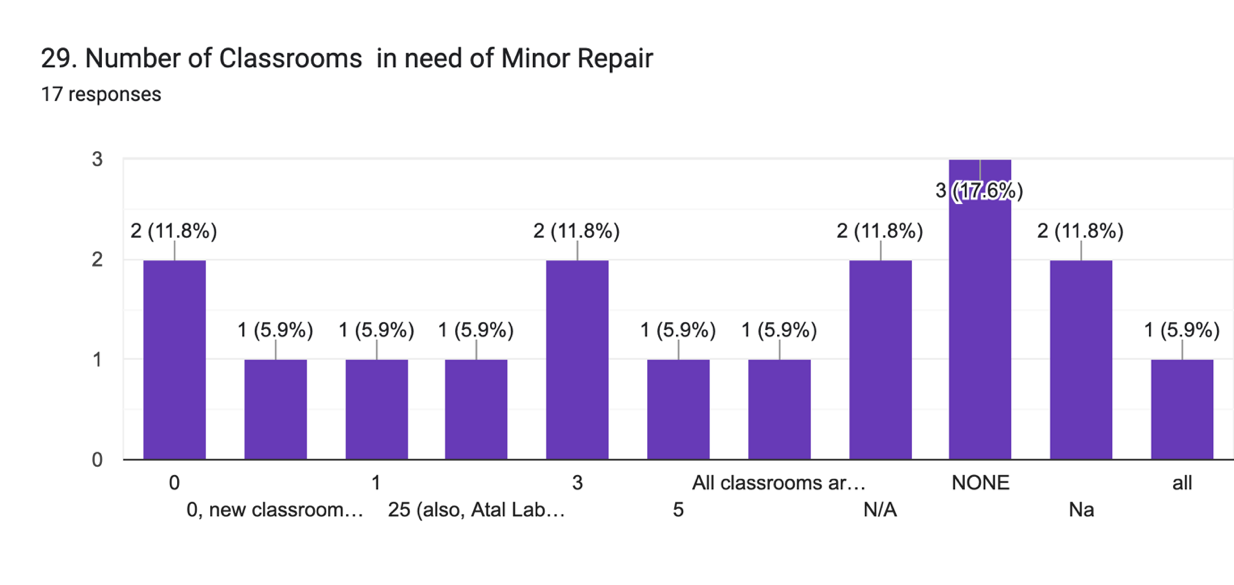 29. Number of Classrooms  in need of Minor Repair
17 responses
3
2
1
0
2 (11.8%)
1 (5.9%)
1 (5.9%)
1 (5.9%)
2 (11.8%)
1 (5.9%)
1 (5.9%)
2 (11.8%)
3 (17.6%)
2 (11.8%)
1 (5.9%)
0
0, new classroom…
1
25 (also, Atal Lab…
3
5
All classrooms ar…
N/A
NONE
Na
all